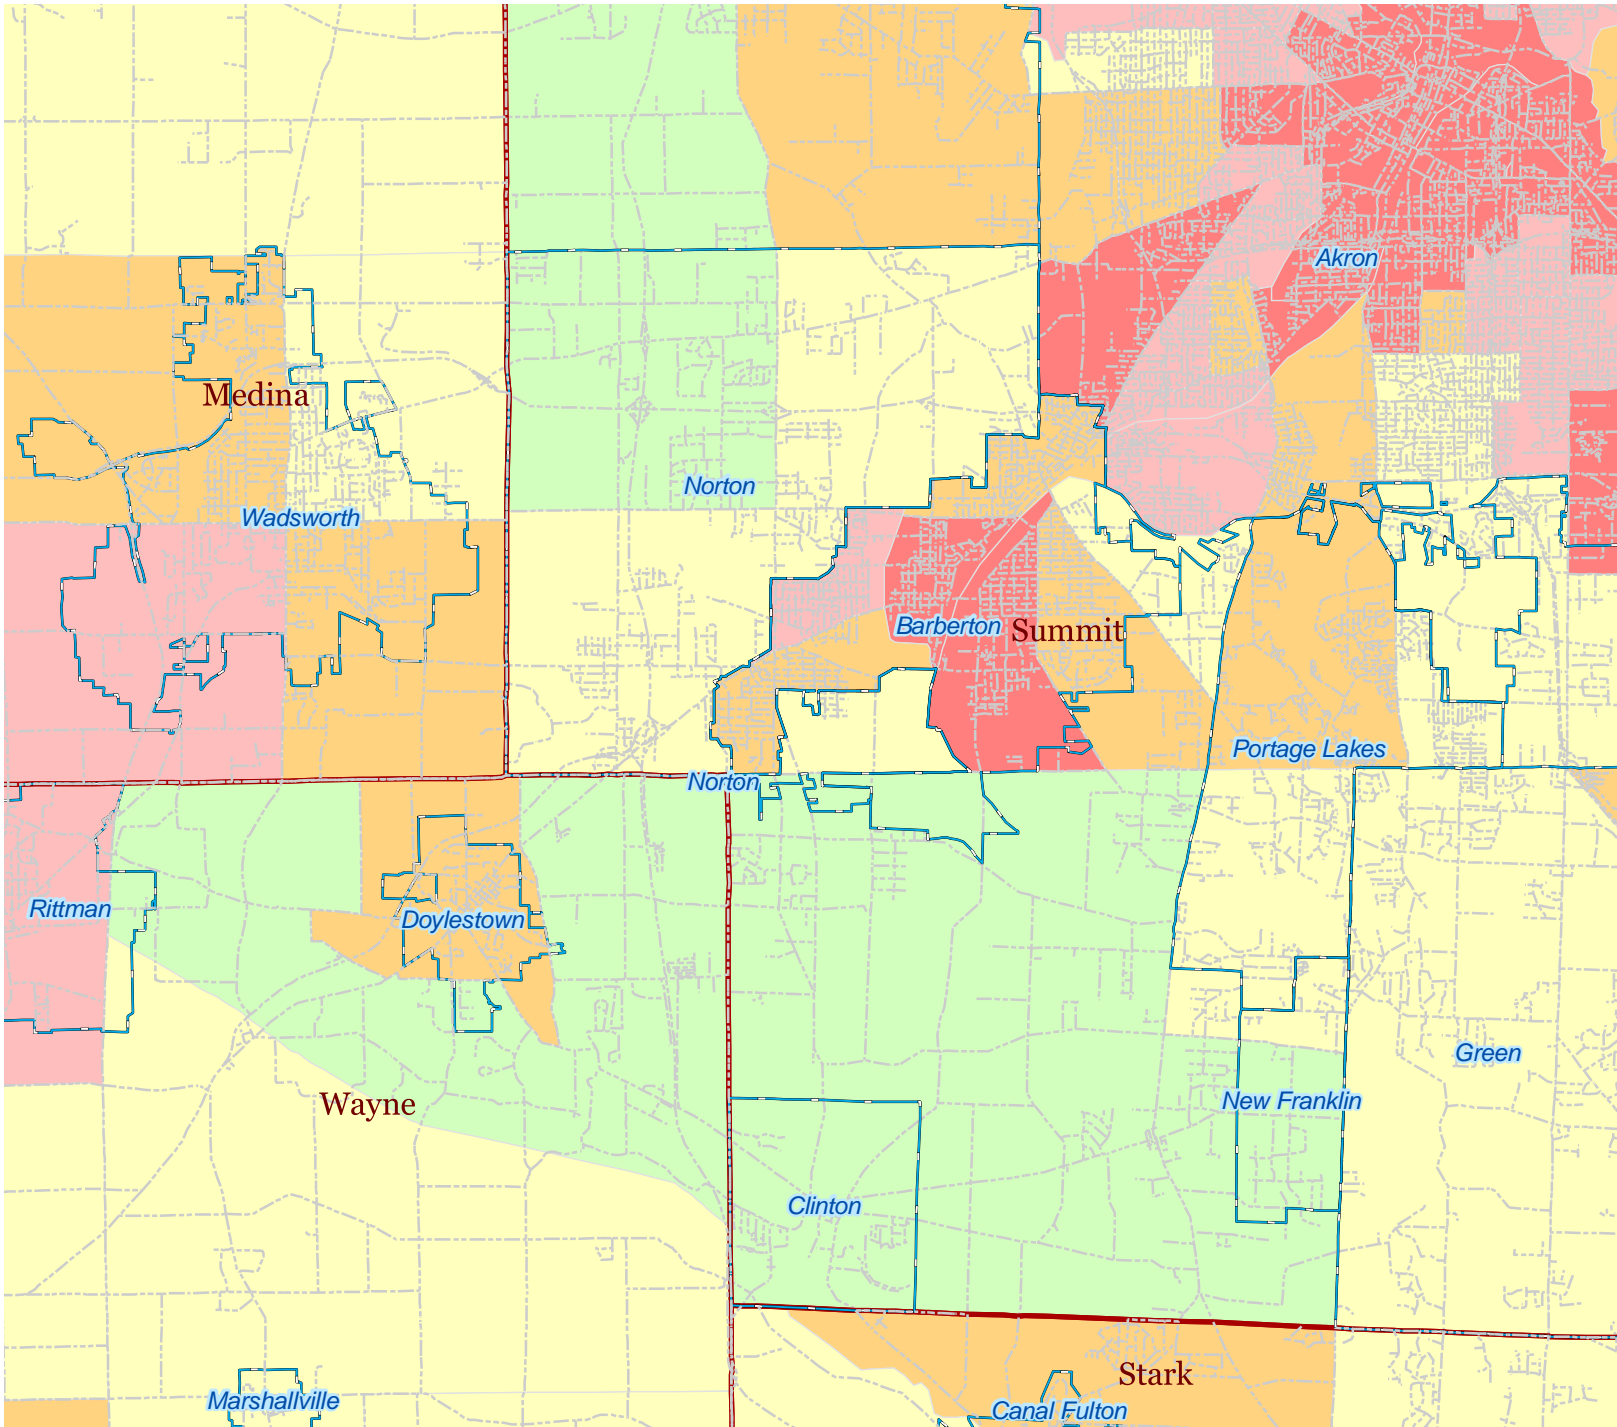 Akron
Medina
Norton
Wadsworth
Barberton
Summit
Portage Lakes
Norton
Rittman
Doylestown
Green
Wayne
New Franklin
Clinton
Stark
Marshallville
Canal Fulton